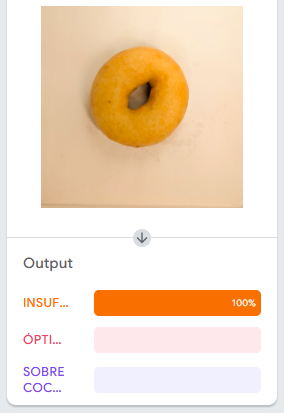 Output
INSUF... 100%
ÓPTI...
SOBRE
COC...